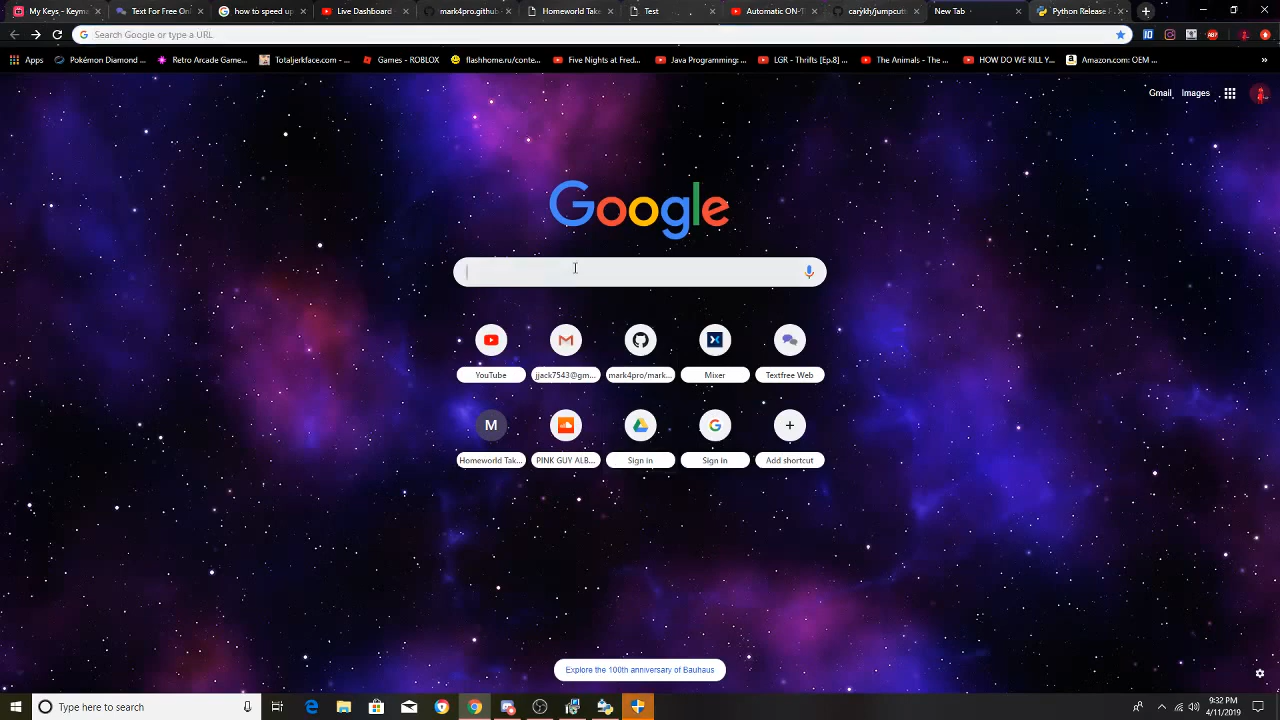 My Keys - Keyma
Text For Free Onl
how to speed up
Live Dashboard -
mark4pro.github
Homeworld Take
Test
Automatic ON-T
carykh/jumpcutt
New Tab
Python Release
Search Google or type a URL
Apps
Pokémon Diamond ...
Retro Arcade Game...
Totaljerkface.com - ...
Games - ROBLOX
flashhome.ru/conte...
Five Nights at Fred...
Java Programming: ...
LGR - Thrifts [Ep.8] ...
The Animals - The ...
HOW DO WE KILL Y...
Amazon.com: OEM ...
»
Gmail
Images
Google
YouTube
jjack7543@gm...
mark4pro/mark...
Mixer
Textfree Web
M
Homeworld Tak...
PINK GUY ALB...
Sign in
Sign in
Add shortcut
Explore the 100th anniversary of Bauhaus
Type here to search
9:32 PM
4/11/2019